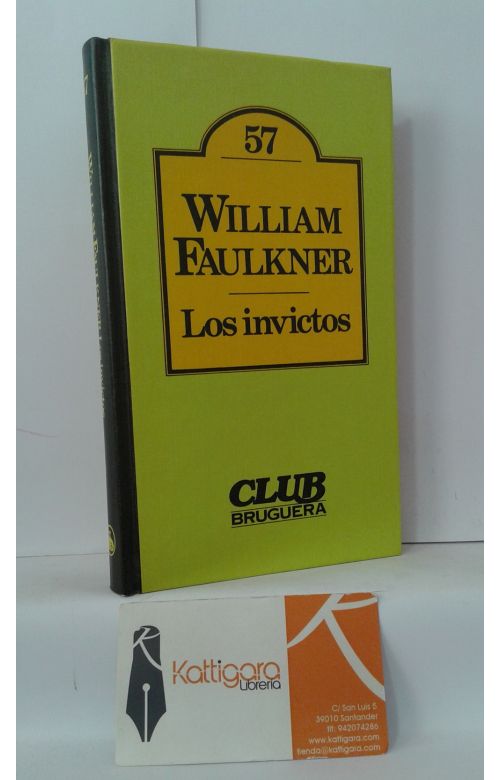 57
WILLIAM
FAULKNER
Los invictos
CLUB
BRUGUERA
Kattigara
Librería
C/ San Luis 5
39010 Santander
tlf: 942074286
www.kattigara.com
tienda@kattigara.com